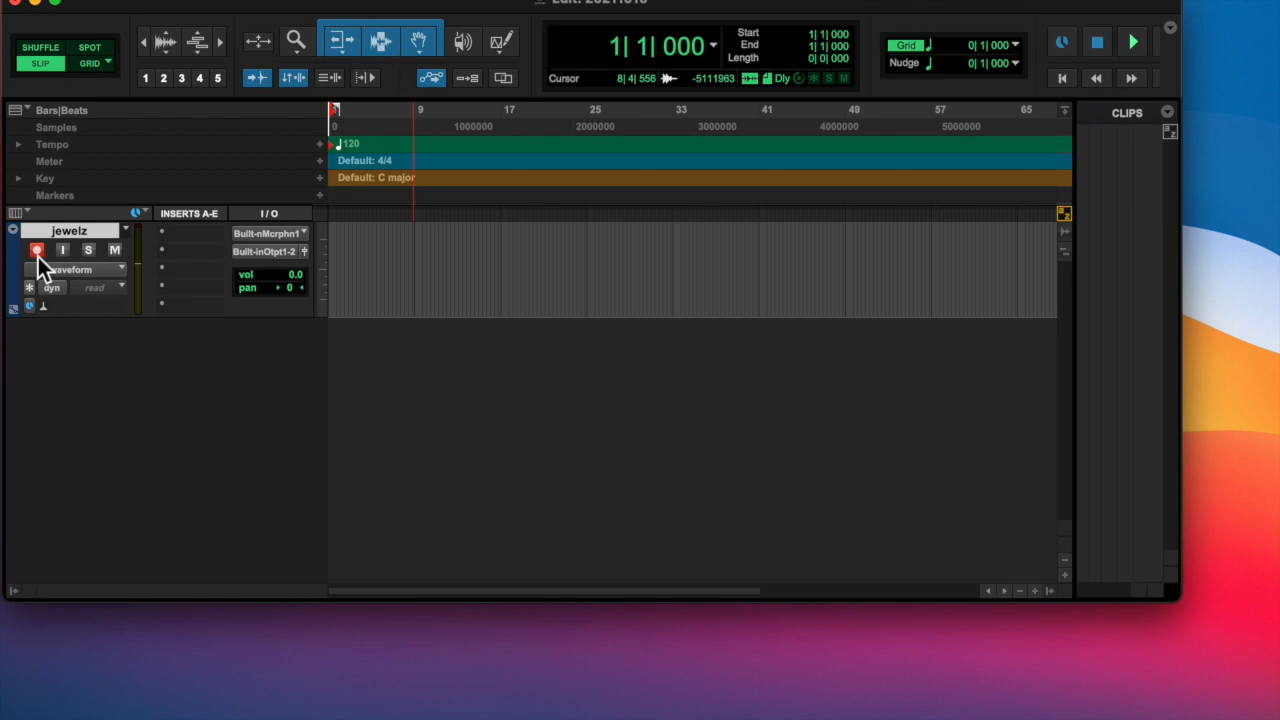 SHUFFLE SPOT
SLIP GRID
1 2 3 4 5
1| 1| 000
Start 1| 1| 000
End 1| 1| 000
Length 0| 0| 000
Cursor 8| 4| 556 -5111963 Dly S M
Grid 0| 1| 000
Nudge 0| 1| 000
Bars|Beats
9 17 25 33 41 49 57 65
Samples
0 1000000 2000000 3000000 4000000 5000000
Tempo
120
Meter
Default: 4/4
Key
Default: C major
Markers
CLIPS
a z
INSERTS A-E I / O
a z
jewelz
Built-nMcrphn1
I S M
Built-inOtpt1-2
vol 0.0
dyn read
pan 0